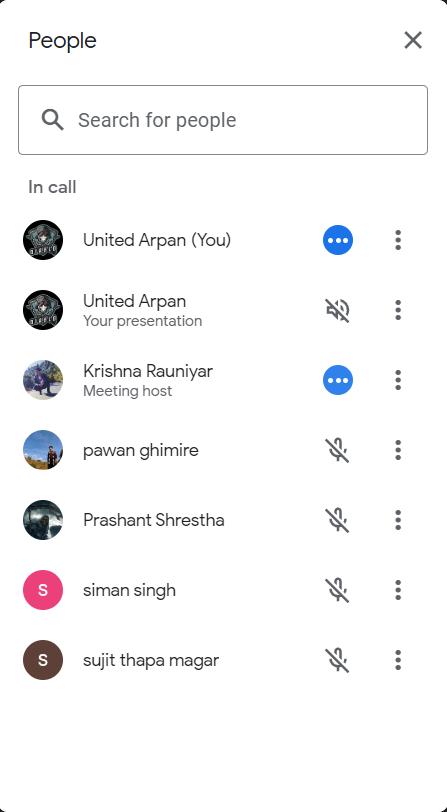 People
Search for people
In call
United Arpan (You)
United Arpan
Your presentation
Krishna Rauniyar
Meeting host
pawan ghimire
Prashant Shrestha
S siman singh
S sujit thapa magar